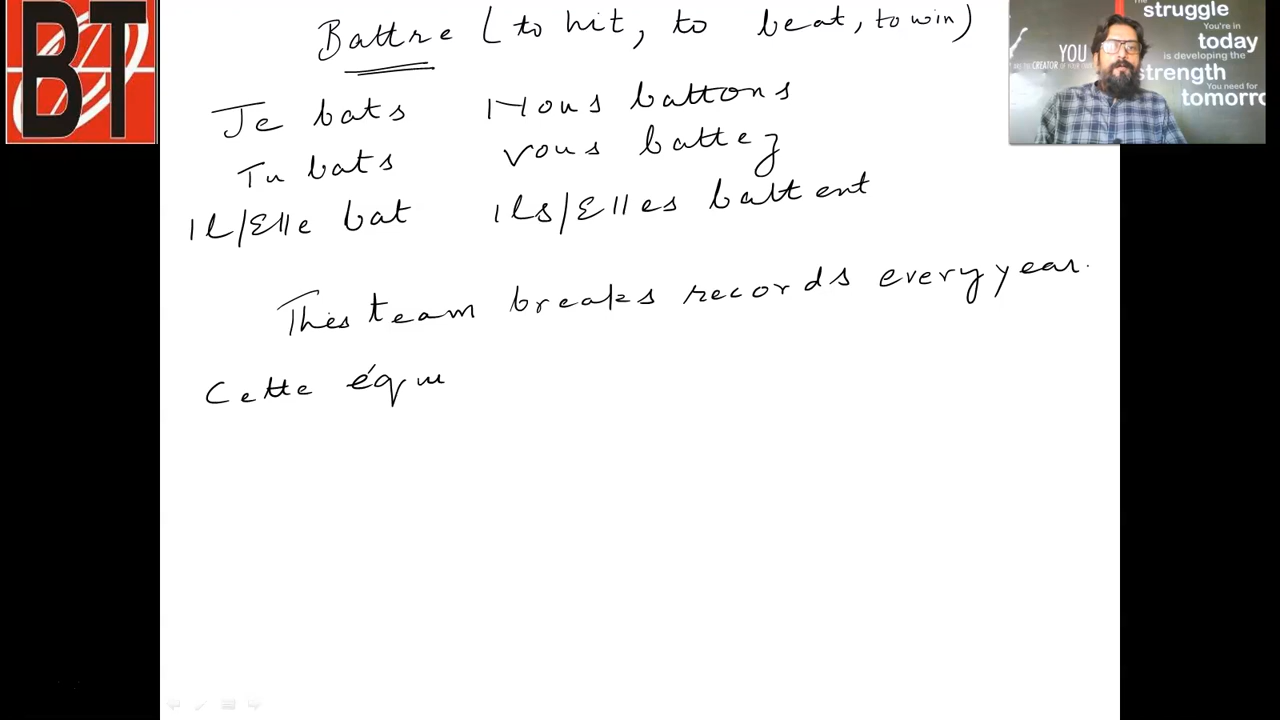 BT
Battre (to hit, to beat, to win)
Je bats Nous battons
Tu bats vous battez
Il/Elle bat Ils/Elles battent
This team breaks records every year.
Cette équ
struggle
You're in
today
is developing the
strength
You need for
tomorro
YOU
CREATOR